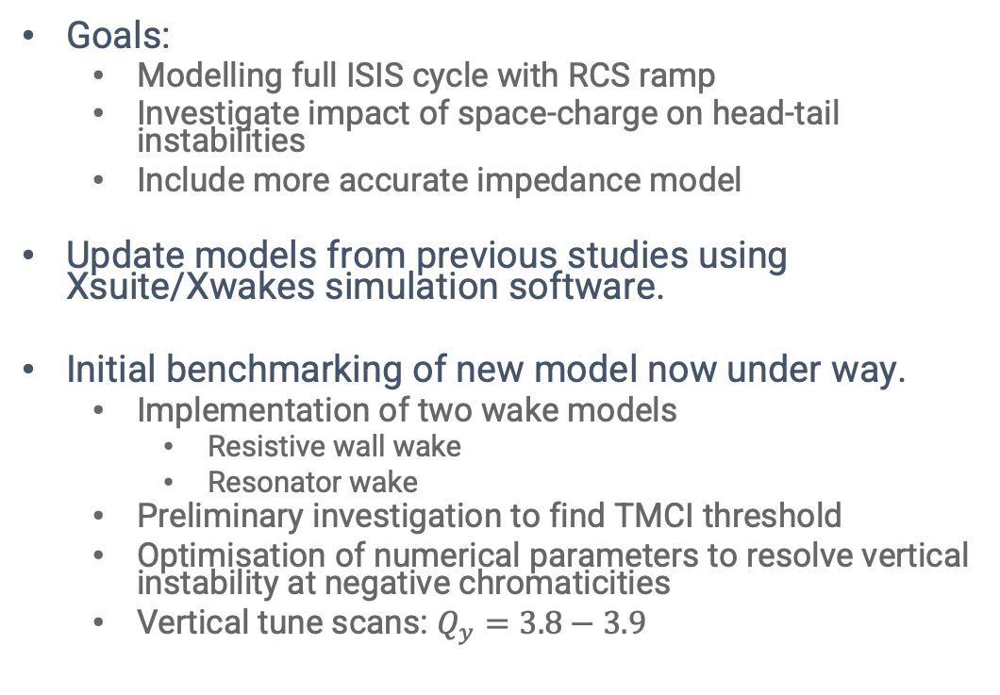 • Goals:
• Modelling full ISIS cycle with RCS ramp
• Investigate impact of space-charge on head-tail
instabilities
• Include more accurate impedance model
• Update models from previous studies using
Xsuite/Xwakes simulation software.
• Initial benchmarking of new model now under way.
• Implementation of two wake models
• Resistive wall wake
• Resonator wake
• Preliminary investigation to find TMCI threshold
• Optimisation of numerical parameters to resolve vertical
instability at negative chromaticities
• Vertical tune scans: Q_y = 3.8 − 3.9